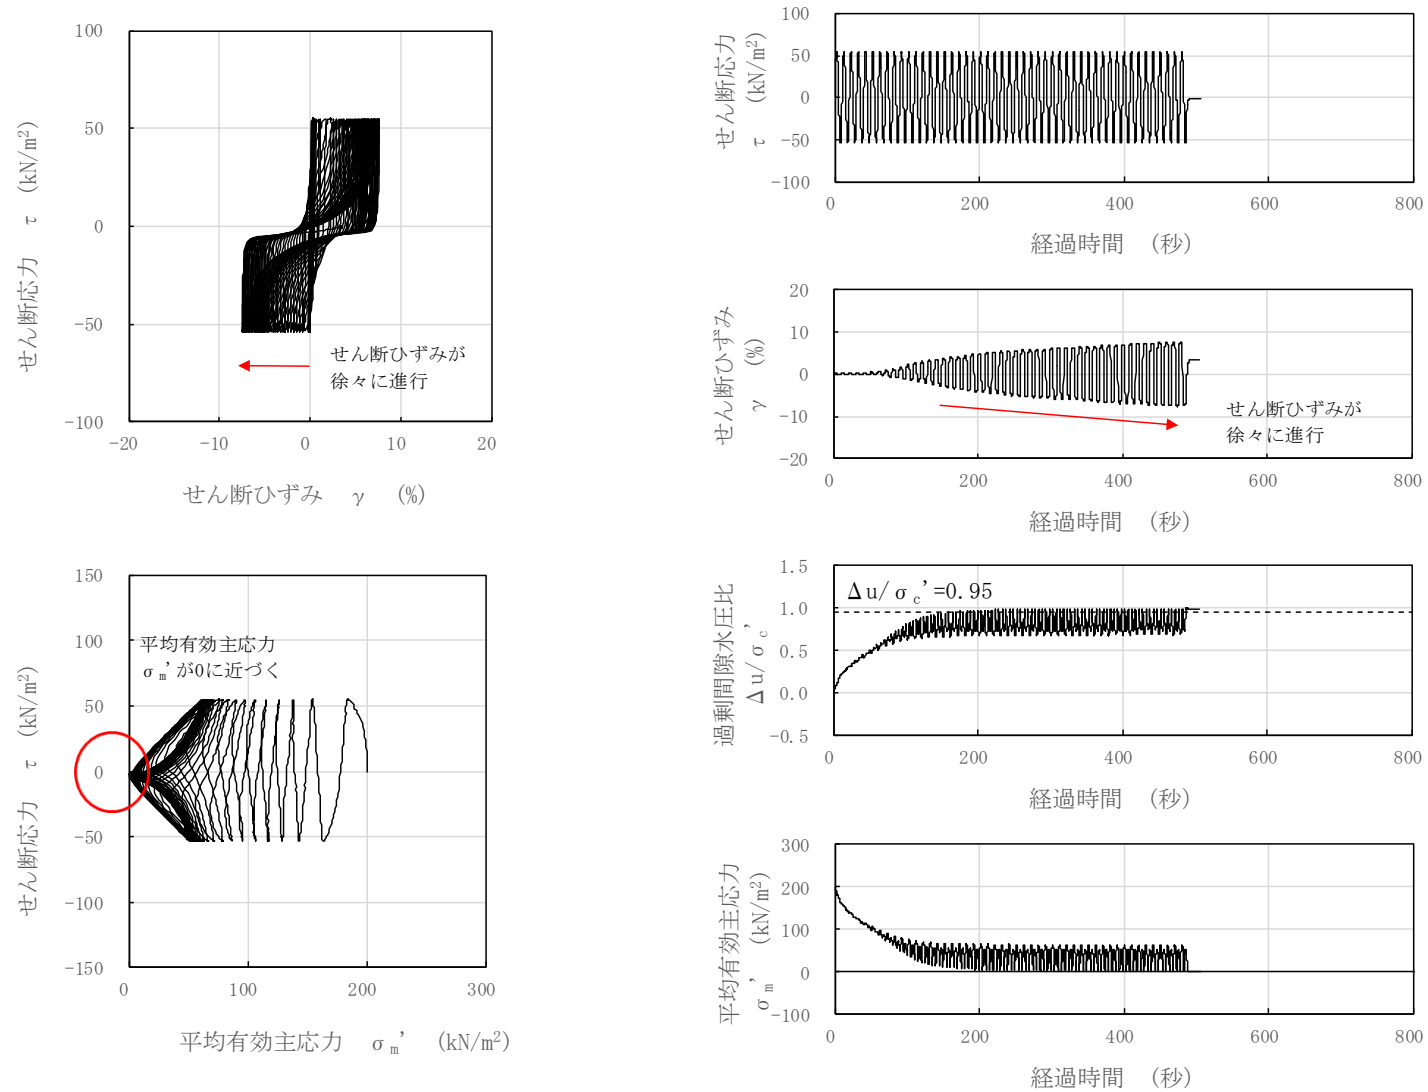 100
50
0
-50
-100
-20
-10
0
10
20
せん断応力 τ (kN/m²)
せん断ひずみ γ (%)
せん断ひずみが
徐々に進行
100
50
0
-50
-100
0
200
400
600
800
せん断応力
τ (kN/m²)
経過時間 (秒)
20
10
0
-10
-20
0
200
400
600
800
せん断ひずみ
γ (%)
せん断ひずみが
徐々に進行
経過時間 (秒)
150
100
50
0
-50
-100
-150
0
100
200
300
せん断応力 τ (kN/m²)
平均有効主応力
σm'が0に近づく
平均有効主応力 σm' (kN/m²)
1.5
1.0
0.5
0.0
-0.5
0
200
400
600
800
過剰間隙水圧比
Δu/σc'
Δu/σc'=0.95
経過時間 (秒)
300
200
100
0
-100
0
200
400
600
800
平均有効主応力
σm' (kN/m²)
経過時間 (秒)